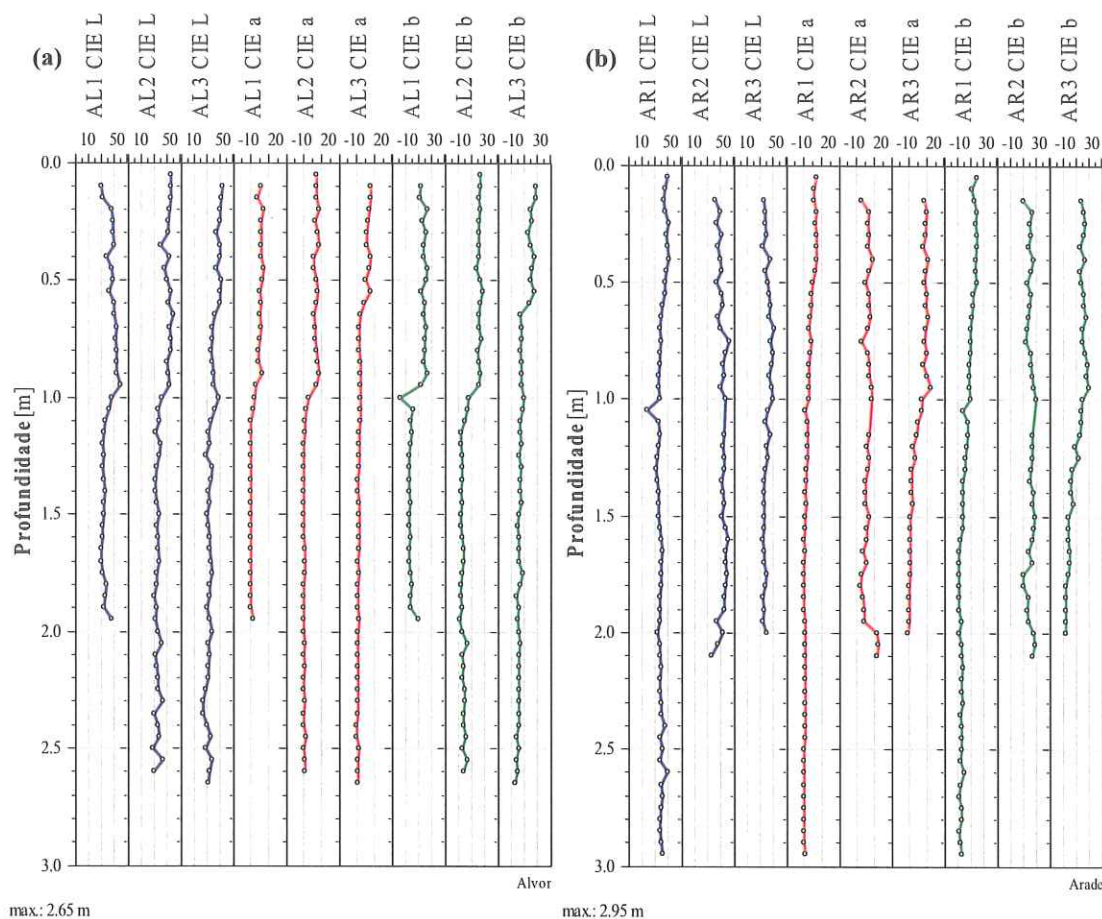 (a)
AL1 CIE L
AL2 CIE L
AL3 CIE L
AL1 CIE a
AL2 CIE a
AL3 CIE a
AL1 CIE b
AL2 CIE b
AL3 CIE b
10 50 10 50 10 50 -10 20 -10 20 -10 20 -10 30 -10 30 -10 30
0.0
0.5
1.0
1.5
2.0
2.5
3.0
Profundidade [m]
Alvor
max.: 2.65 m
(b)
AR1 CIE L
AR2 CIE L
AR3 CIE L
AR1 CIE a
AR2 CIE a
AR3 CIE a
AR1 CIE b
AR2 CIE b
AR3 CIE b
10 50 10 50 10 50 -10 20 -10 20 -10 20 -10 30 -10 30 -10 30
0.0
0.5
1.0
1.5
2.0
2.5
3.0
Profundidade [m]
Arade
max.: 2.95 m